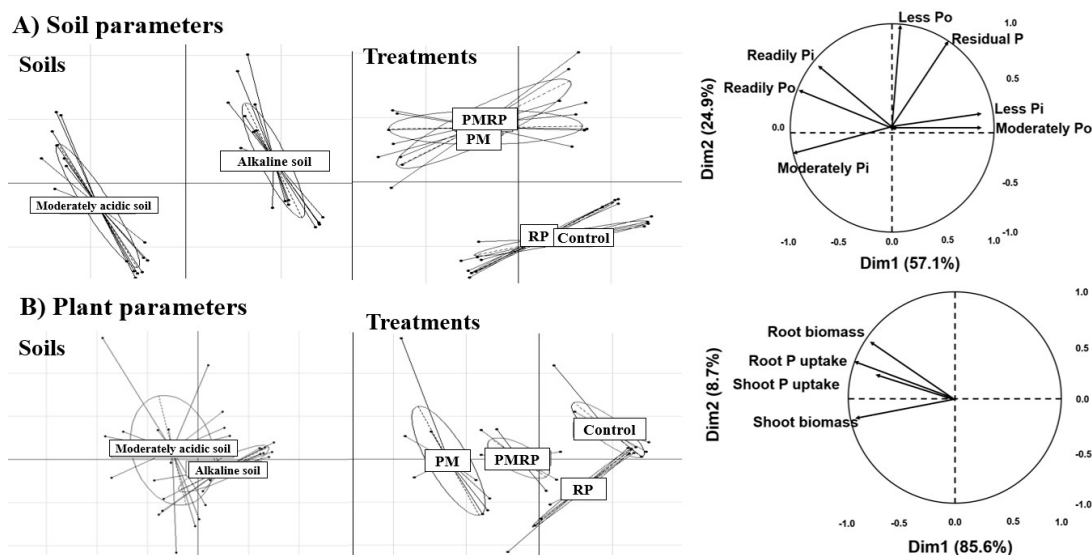 A) Soil parameters
Soils
Treatments
Moderately acidic soil
Alkaline soil
PMRP
PM
RP
Control
Less Po
Residual P
Readily Pi
Readily Po
Less Pi
Moderately Po
Moderately Pi
1.0
0.5
0.0
-0.5
-1.0
-1.0
-0.5
0.0
0.5
1.0
Dim2 (24.9%)
Dim1 (57.1%)
B) Plant parameters
Soils
Treatments
Moderately acidic soil
Alkaline soil
PM
PMRP
Control
RP
Root biomass
Root P uptake
Shoot P uptake
Shoot biomass
1.0
0.5
0.0
-0.5
-1.0
-1.0
-0.5
0.0
0.5
1.0
Dim2 (8.7%)
Dim1 (85.6%)